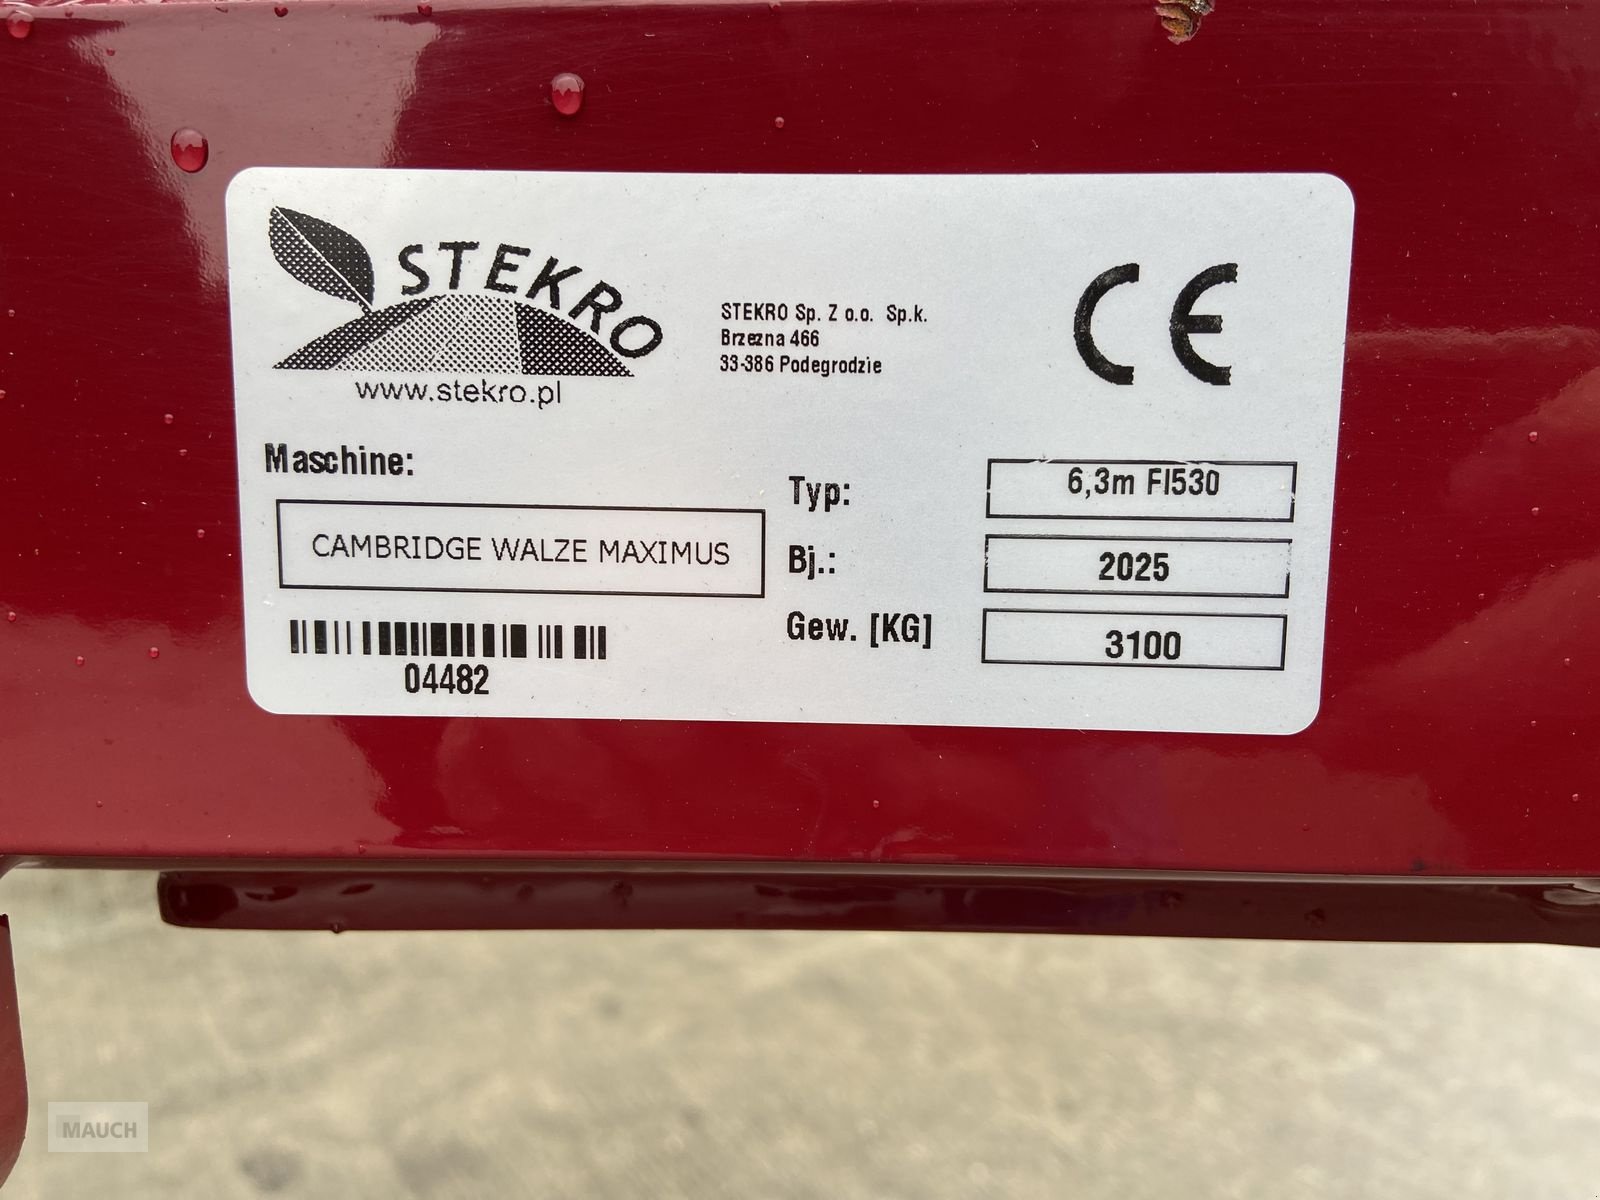 STEKRO
www.stekro.pl
STEKRO Sp. Z o.o. Sp.k.
Brzezna 466
33-386 Podegrodzie
CE
Maschine:
CAMBRIDGE WALZE MAXIMUS
04482
Typ: 6,3m FI530
Bj.: 2025
Gew. [KG] 3100
MAUCH